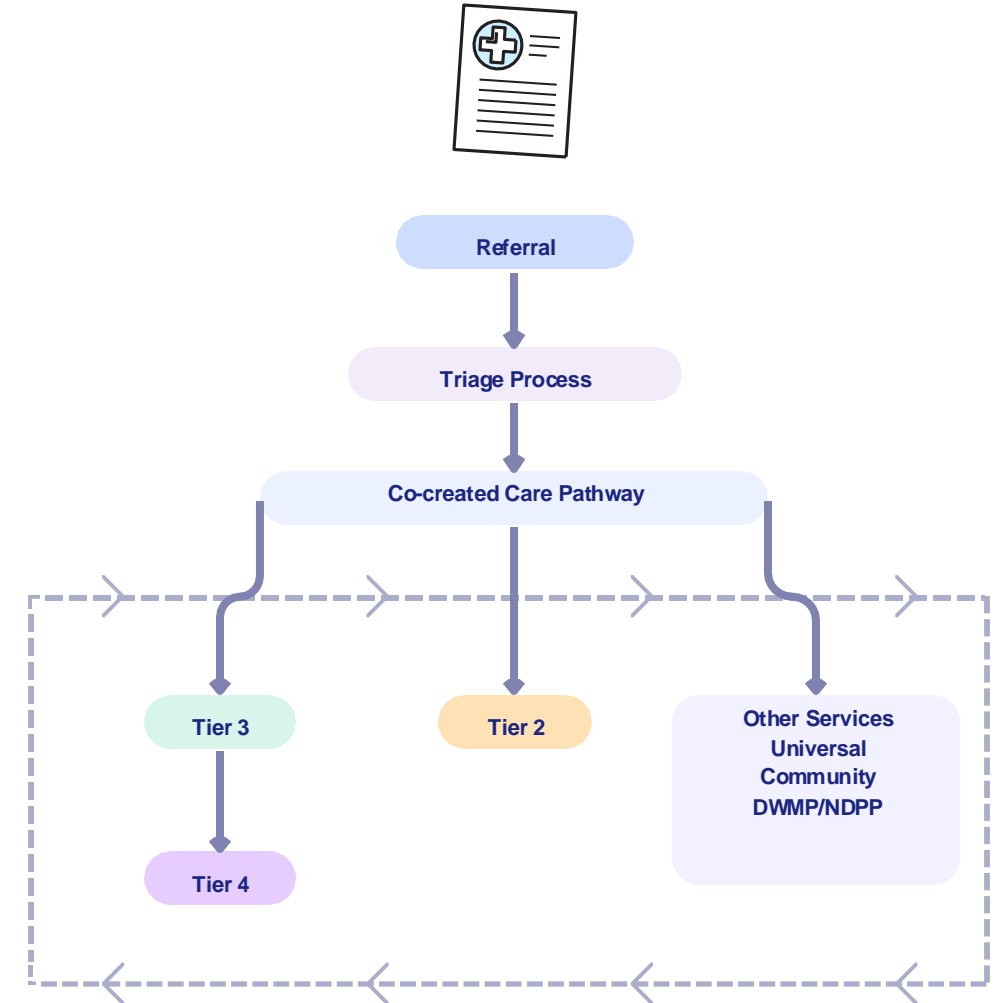 Referral
Triage Process
Co-created Care Pathway
Tier 3
Tier 2
Other Services
Universal
Community
DWMP/NDPP
Tier 4